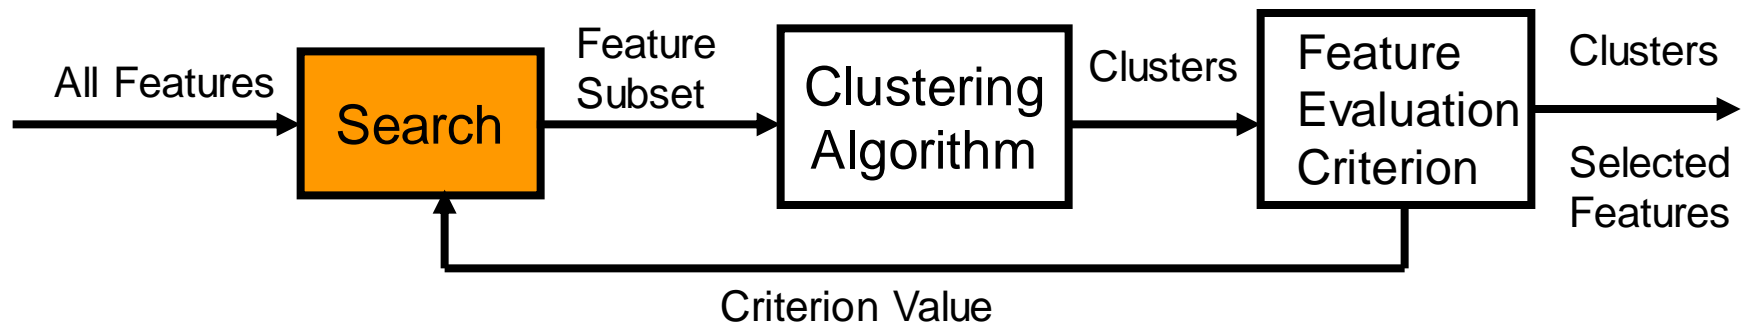 All Features
Search
Feature
Subset
Clustering
Algorithm
Clusters
Feature
Evaluation
Criterion
Clusters
Selected
Features
Criterion Value